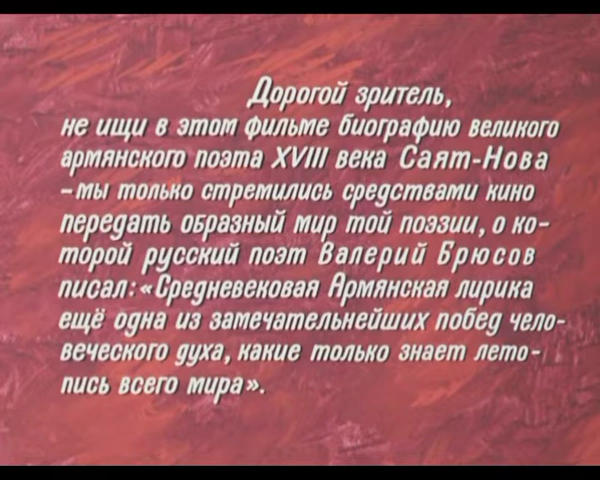 Дорогой зритель,
не ищи в этом фильме биографию великого
армянского поэта XVIII века Саят-Нова
– мы только стремились средствами кино
передать образный мир той поэзии, о ко-
торой русский поэт Валерий Брюсов
писал: «Средневековая Армянская лирика
ещё одна из замечательнейших побед чело-
веческого духа, какие только знает лето-
пись всего мира».